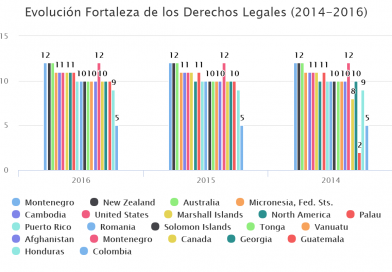 Evolución Fortaleza de los Derechos Legales (2014-2016)
15
12 12 12 12 12 12
11 11 11 10 10 10 10 9 5
11 11 11 10 10 10 10 5
11 11 11 10 10 10 8 10 2 9 5
10
5
0
2016 2015 2014
Montenegro New Zealand Australia Micronesia, Fed. Sts.
Cambodia United States Marshall Islands North America Palau
Puerto Rico Romania Solomon Islands Tonga Vanuatu
Afghanistan Montenegro Canada Georgia Guatemala
Honduras Colombia